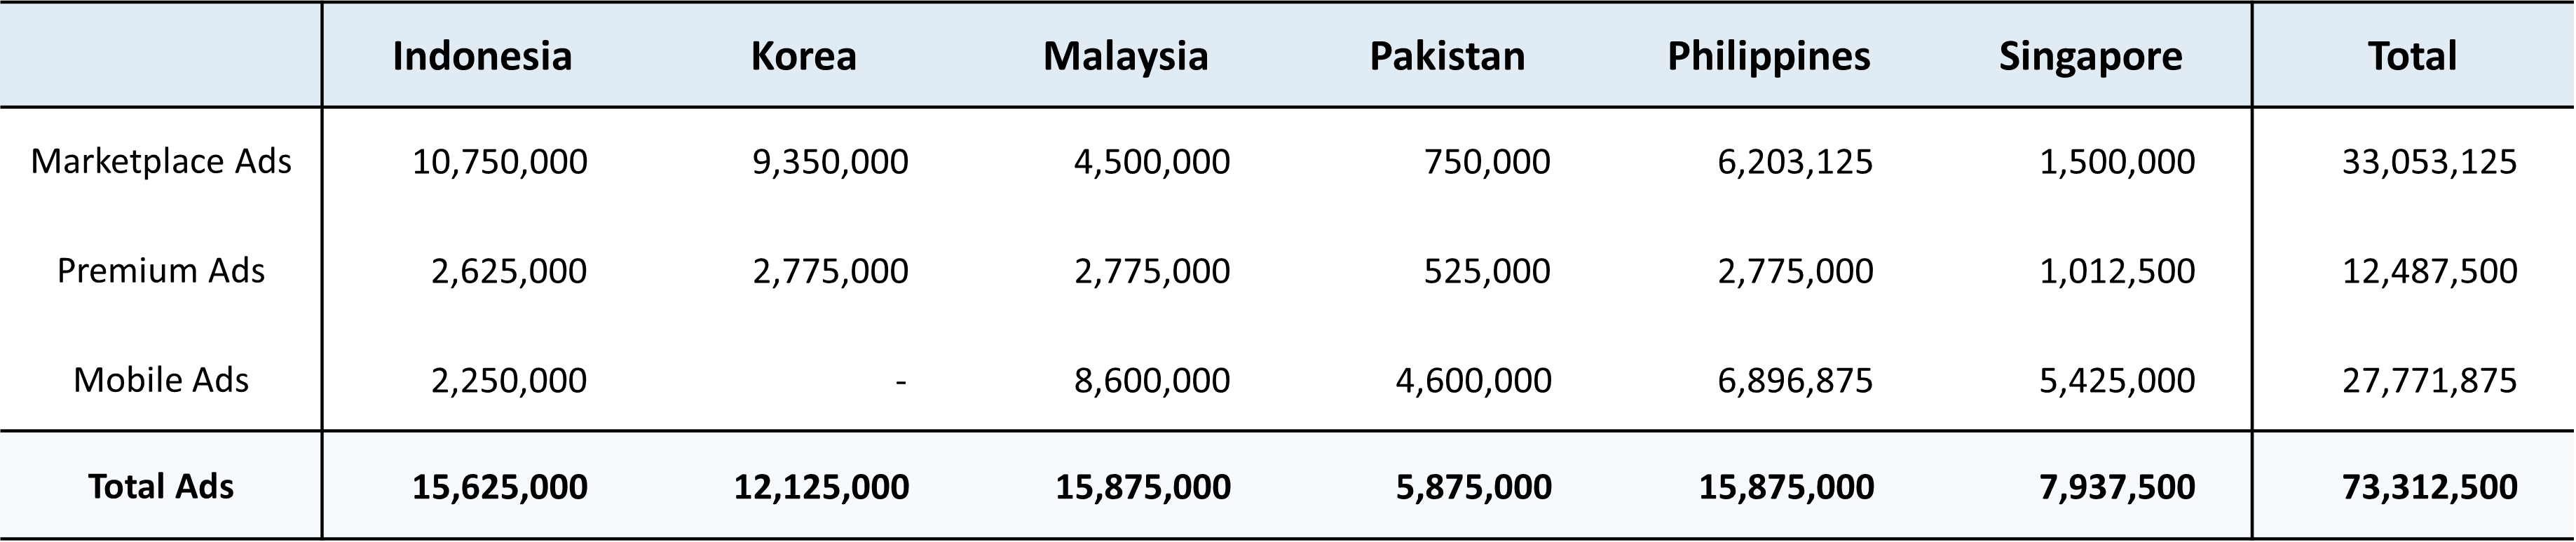 Indonesia Korea Malaysia Pakistan Philippines Singapore Total
Marketplace Ads 10,750,000 9,350,000 4,500,000 750,000 6,203,125 1,500,000 33,053,125
Premium Ads 2,625,000 2,775,000 2,775,000 525,000 2,775,000 1,012,500 12,487,500
Mobile Ads 2,250,000 - 8,600,000 4,600,000 6,896,875 5,425,000 27,771,875
Total Ads 15,625,000 12,125,000 15,875,000 5,875,000 15,875,000 7,937,500 73,312,500